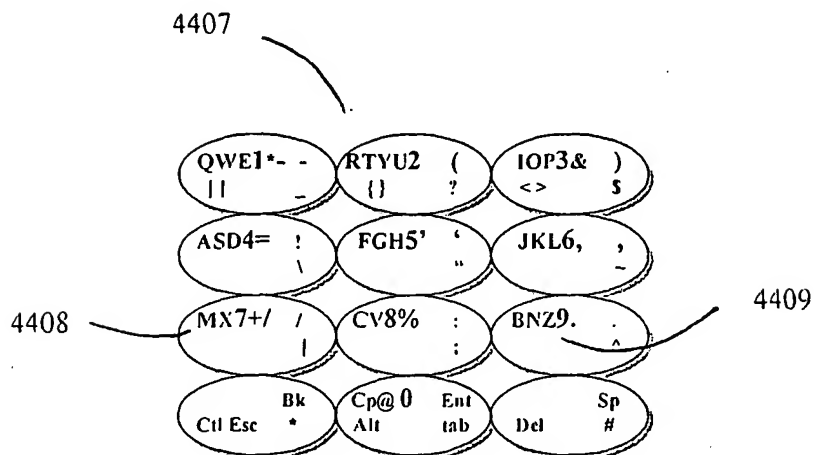 4407
QWE1*- - RTYU2 ( IOP3& )
[] _ {} ? <> $
ASD4= ! FGH5' ‘ JKL6, ,
\ “ ~
4408 MX7+/ / CV8% : BNZ9. . 4409
| ; ^
Bk Cp@ 0 Ent Sp
Ctl Esc * Alt tab Del #